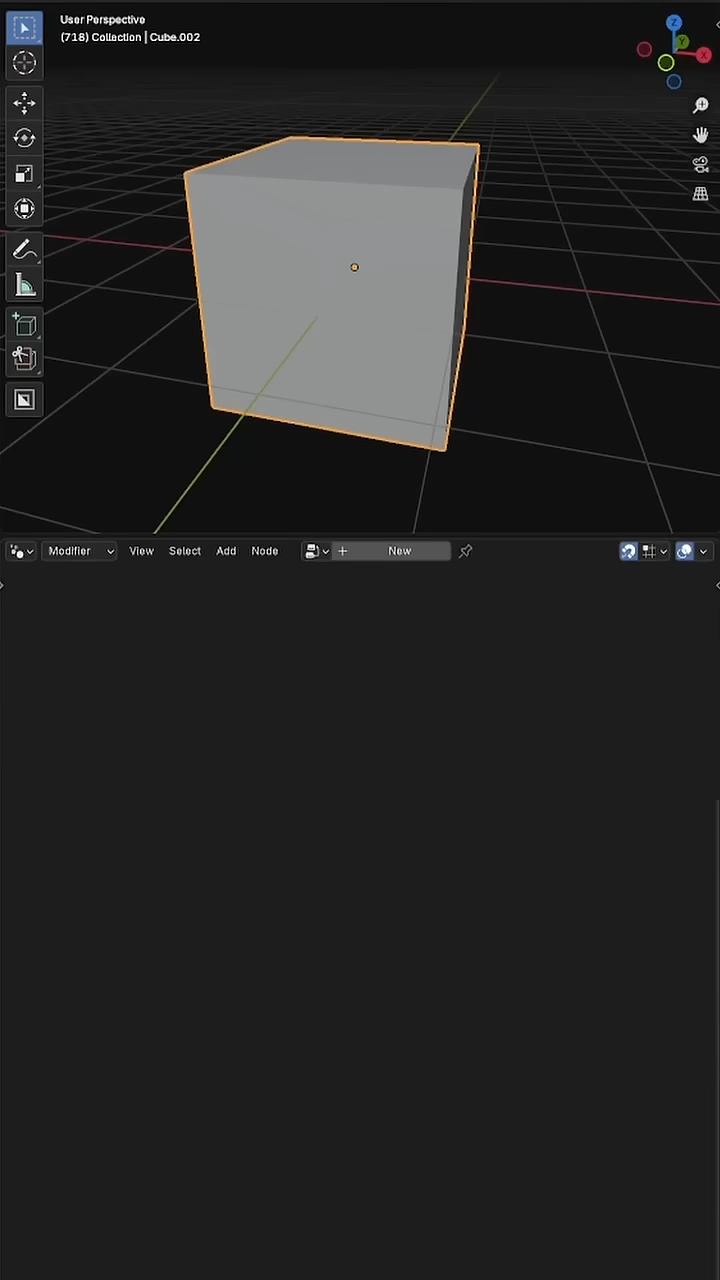 User Perspective
(718) Collection | Cube.002
Z
Y
X
Modifier View Select Add Node New